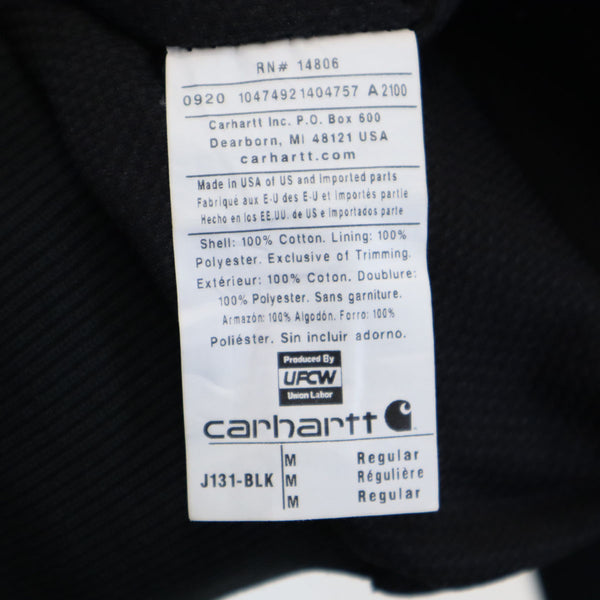 RN# 14806
0920 10474921404757 A 2100
Carhartt Inc. P.O. Box 600
Dearborn, MI 48121 USA
carhartt.com
Made in USA of US and imported parts
Fabriqué aux E-U des E-U et importés partie
Hecho en los EE.UU. de US e importados parte
Shell: 100% Cotton. Lining: 100%
Polyester. Exclusive of Trimming.
Extérieur: 100% Coton. Doublure:
100% Polyester. Sans garniture.
Armazón: 100% Algodón. Forro: 100%
Poliéster. Sin incluir adorno.
Produced By
UFCW
Union Labor
carhartt
M Regular
J131-BLK M Régulière
M Regular